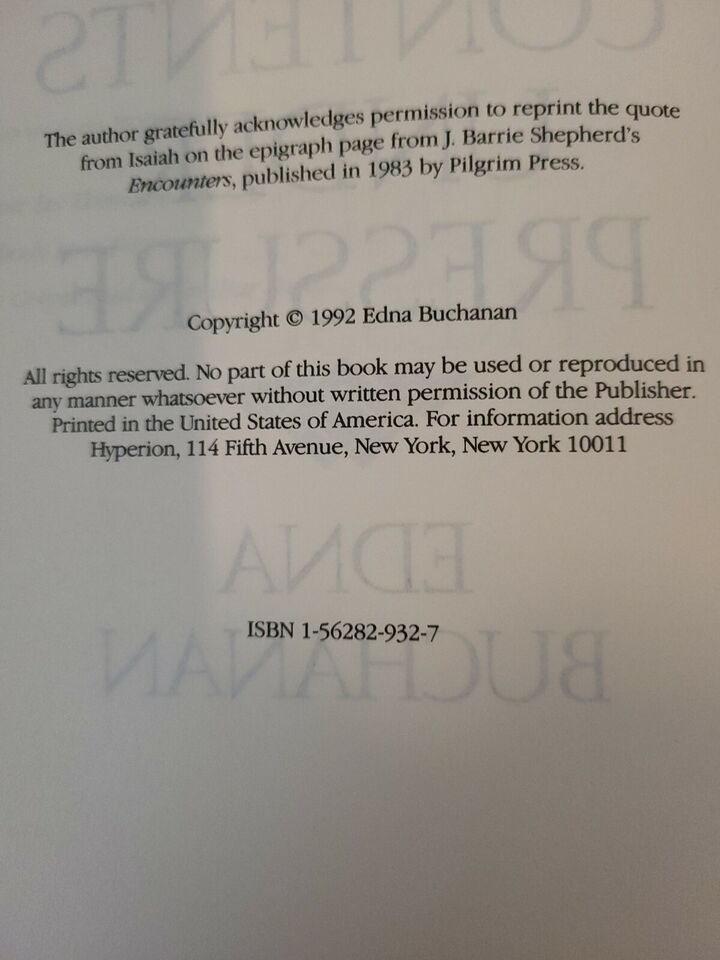 CONTENTS
The author gratefully acknowledges permission to reprint the quote
from Isaiah on the epigraph page from J. Barrie Shepherd's
Encounters, published in 1983 by Pilgrim Press.
PRESSURE
Copyright © 1992 Edna Buchanan
All rights reserved. No part of this book may be used or reproduced in
any manner whatsoever without written permission of the Publisher.
Printed in the United States of America. For information address
Hyperion, 114 Fifth Avenue, New York, New York 10011
EDNA
ISBN 1-56282-932-7
BUCHANAN